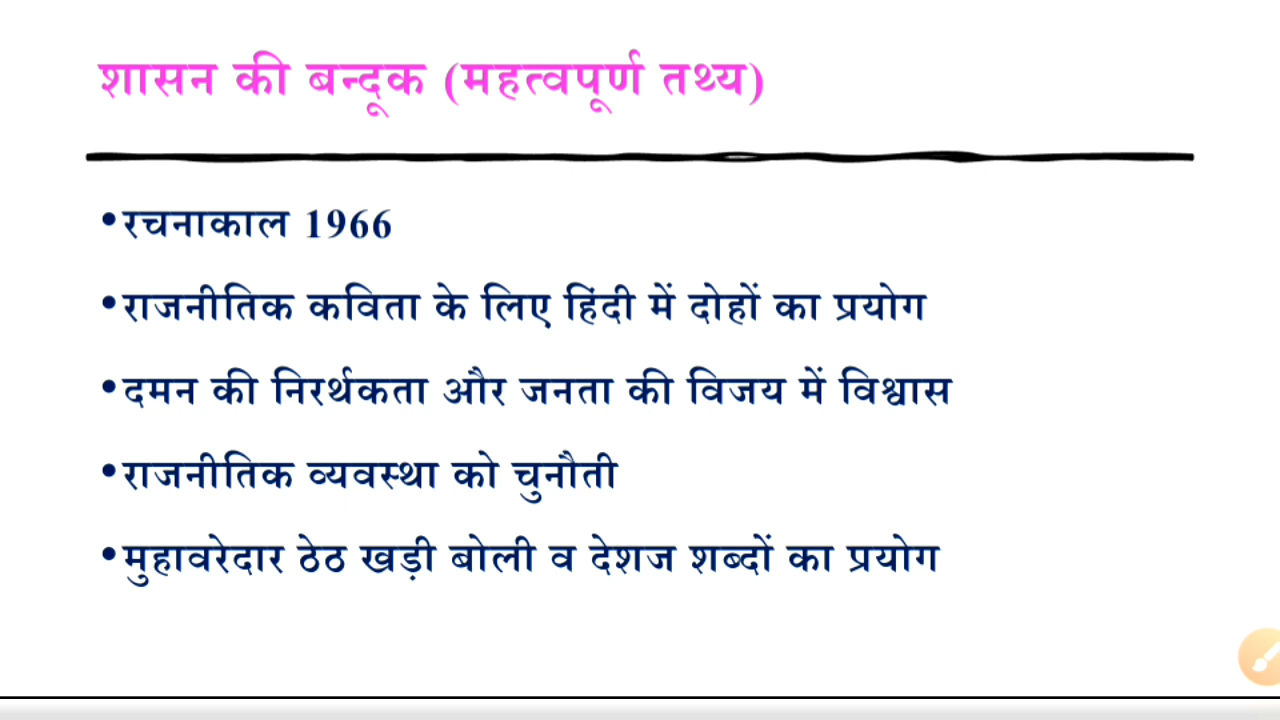 शासन की बन्दूक (महत्वपूर्ण तथ्य)
•रचनाकाल 1966
•राजनीतिक कविता के लिए हिंदी में दोहों का प्रयोग
•दमन की निरर्थकता और जनता की विजय में विश्वास
•राजनीतिक व्यवस्था को चुनौती
•मुहावरेदार ठेठ खड़ी बोली व देशज शब्दों का प्रयोग